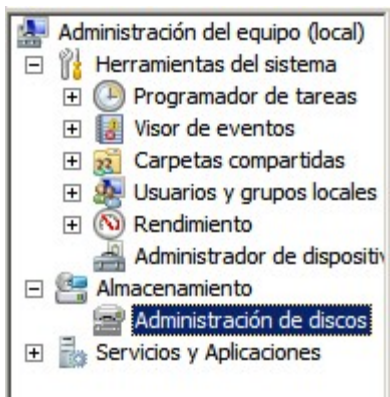 Administración del equipo (local)
Herramientas del sistema
Programador de tareas
Visor de eventos
Carpetas compartidas
Usuarios y grupos locales
Rendimiento
Administrador de dispositiv
Almacenamiento
Administración de discos
Servicios y Aplicaciones